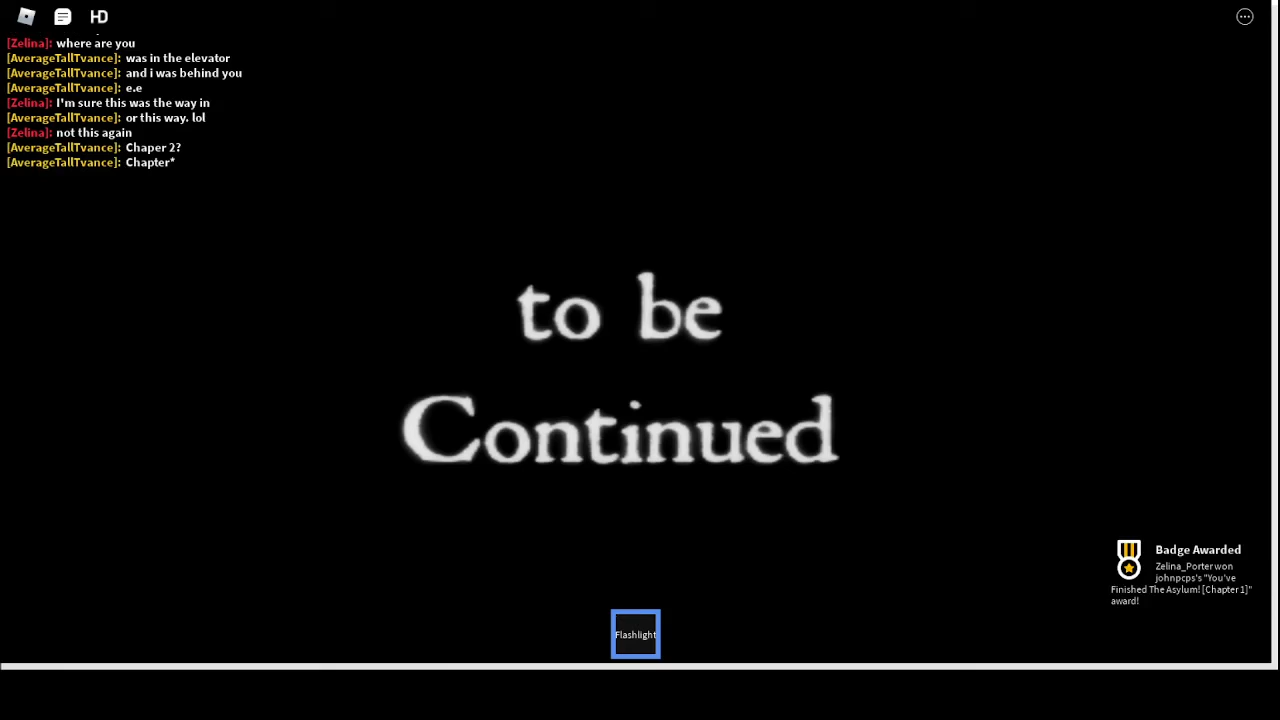 HD
[Zelina]: where are you
[AverageTallTvance]: was in the elevator
[AverageTallTvance]: and i was behind you
[AverageTallTvance]: e.e
[Zelina]: I'm sure this was the way in
[AverageTallTvance]: or this way. lol
[Zelina]: not this again
[AverageTallTvance]: Chaper 2?
[AverageTallTvance]: Chapter*
to be
Continued
Badge Awarded
Zelina_Porter won
johnpcps's "You've
Finished The Asylum! [Chapter 1]"
award!
Flashlight